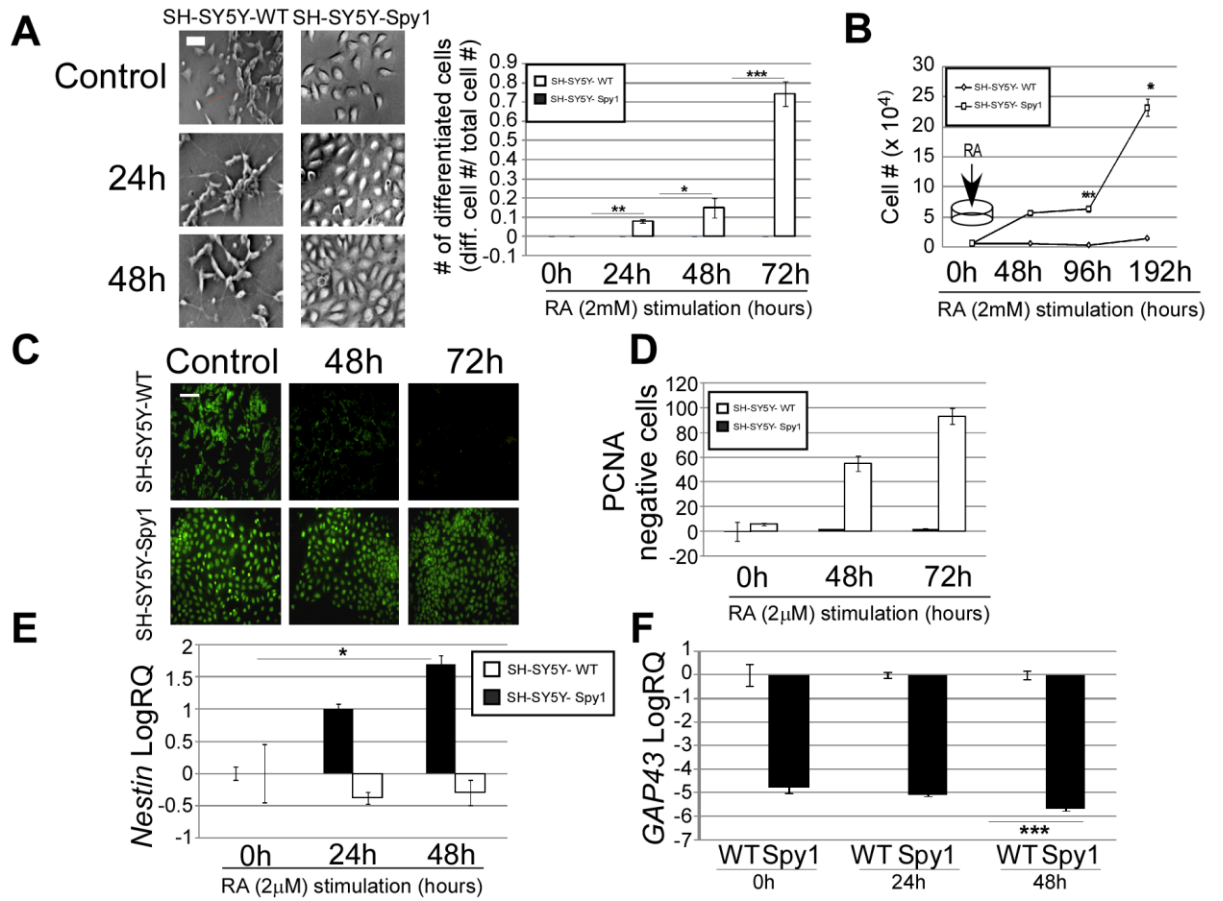 A
SH-SY5Y-WT SH-SY5Y-Spy1
Control
24h
48h
# of differentiated cells
(diff. cell #/ total cell #)
0.9
0.8
0.7
0.6
0.5
0.4
0.3
0.2
0.1
0
-0.1
SH-SY5Y- WT
SH-SY5Y- Spy1
**
*
***
0h 24h 48h 72h
RA (2mM) stimulation (hours)
B
Cell # (x 10⁴)
30
25
20
15
10
5
0
SH-SY5Y- WT
SH-SY5Y- Spy1
RA
***
*
0h 48h 96h 192h
RA (2mM) stimulation (hours)
C
Control 48h 72h
SH-SY5Y-WT
SH-SY5Y-Spy1
D
PCNA
negative cells
120
100
80
60
40
20
0
-20
SH-SY5Y- WT
SH-SY5Y- Spy1
0h 48h 72h
RA (2μM) stimulation (hours)
E
Nestin LogRQ
2
1.5
1
0.5
0
-0.5
-1
*
SH-SY5Y- WT
SH-SY5Y- Spy1
0h 24h 48h
RA (2μM) stimulation (hours)
F
GAP43 LogRQ
1
0
-1
-2
-3
-4
-5
-6
-7
***
WT Spy1 WT Spy1 WT Spy1
0h 24h 48h